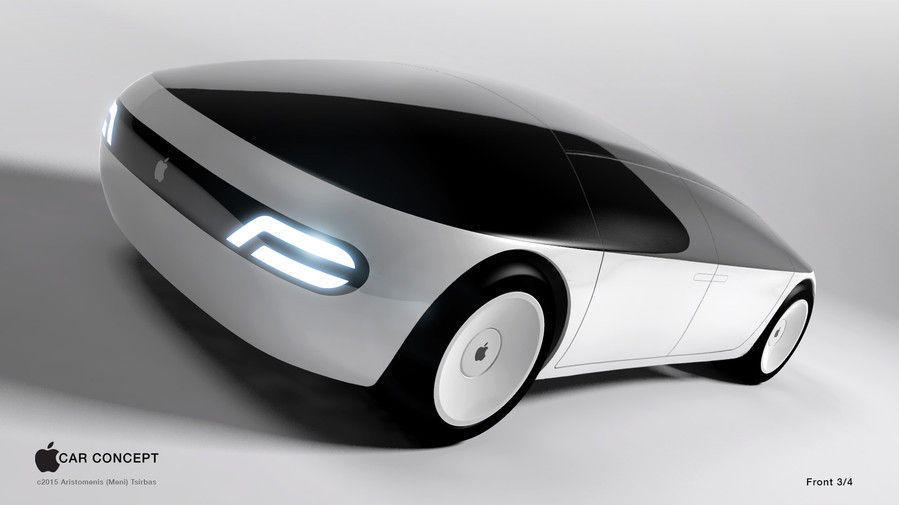 CAR CONCEPT
c2015 Aristomenis (Meni) Tsirbas
Front 3/4